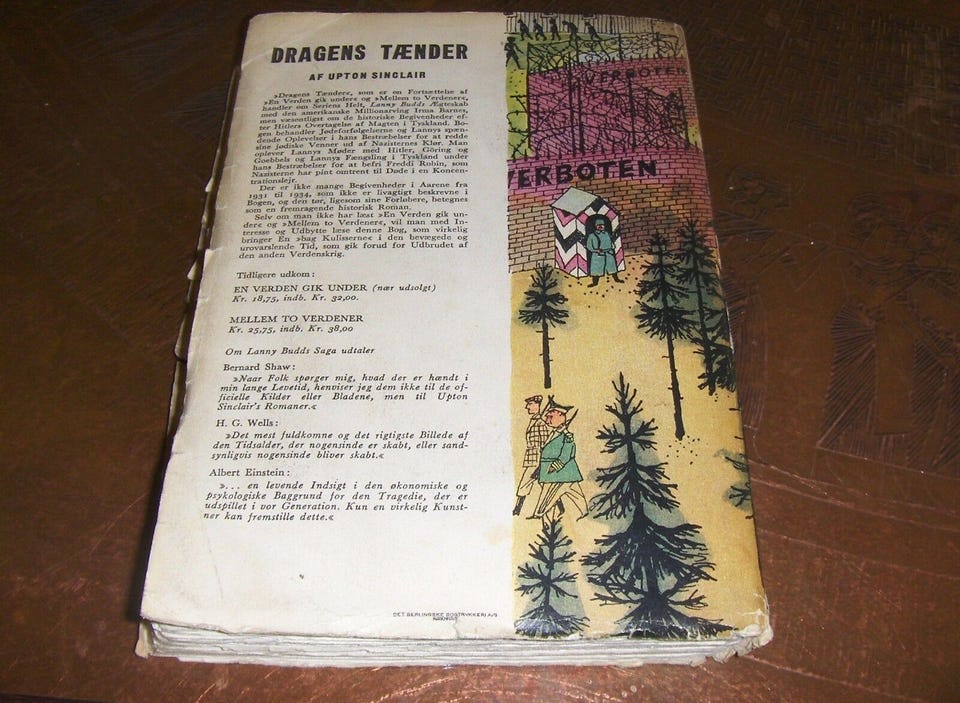 DRAGENS TÆNDER
AF UPTON SINCLAIR
»Dragens Tænder«, som er en Fortsættelse af
»En Verden gik under« og »Mellem to Verdener«,
handler om Seriens Helt, Lanny Budds Ægteskab
med den amerikanske Millionarving Irma Barnes,
men væsentligst om de historiske Begivenheder ef-
ter Hitlers Overtagelse af Magten i Tyskland. Bo-
gen behandler Jødeforfølgelserne og Lannys spæn-
dende Oplevelser i hans Bestræbelser for at redde
sine jødiske Venner ud af Nazisternes Klør. Man
oplever Lannys Møder med Hitler, Göring og
Goebbels og Lannys Fængsling i Tyskland under
hans Bestræbelser for at befri Freddi Robin, som
Nazisterne har pint omtrent til Døde i en Koncen-
trationslejr.
Der er ikke mange Begivenheder i Aarene fra
1931 til 1934, som ikke er livagtigt beskrevne i
Bogen, og den tør, ligesom sine Forløbere, betegnes
som en fremragende historisk Roman.
Selv om man ikke har læst »En Verden gik un-
der« og »Mellem to Verdener«, vil man med In-
teresse og Udbytte læse denne Bog, som virkelig
bringer En »bag Kulisserne« i den bevægede og
urovarslende Tid, som gik forud for Udbrudet af
den anden Verdenskrig.
Tidligere udkom:
EN VERDEN GIK UNDER (nær udsolgt)
Kr. 18,75, indb. Kr. 32,00.
MELLEM TO VERDENER
Kr. 25,75, indb. Kr. 38,00
Om Lanny Budds Saga udtaler
Bernard Shaw:
»Naar Folk spørger mig, hvad der er hændt i
min lange Levetid, henviser jeg dem ikke til de of-
ficielle Kilder eller Bladene, men til Upton
Sinclair's Romaner.«
H. G. Wells:
»Det mest fuldkomne og det rigtigste Billede af
den Tidsalder, der nogensinde er skabt, eller sand-
synligvis nogensinde bliver skabt.«
Albert Einstein:
»... en levende Indsigt i den økonomiske og
psykologiske Baggrund for den Tragedie, der er
udspillet i vor Generation. Kun en virkelig Kunst-
ner kan fremstille dette.«
DET BERLINGSKE BOGTRYKKERI A/S
VERBOTEN
VERBOTEN